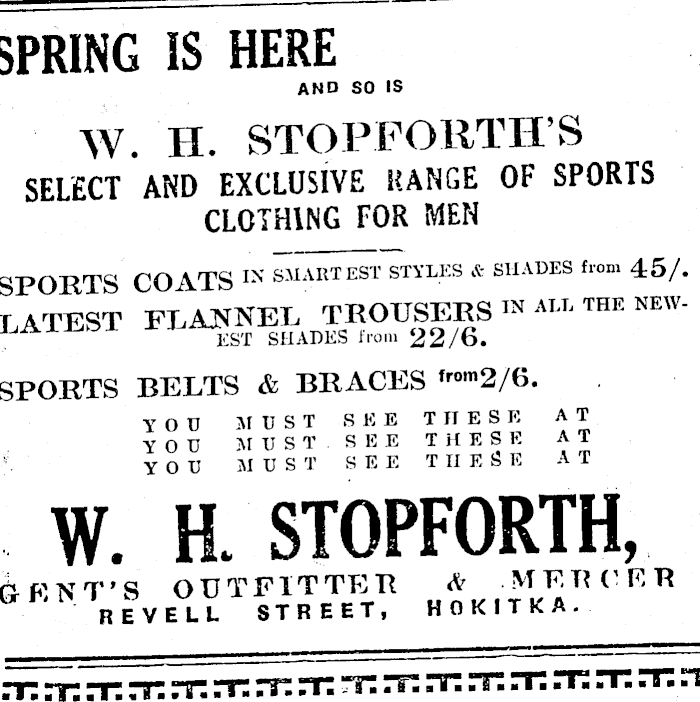 SPRING IS HERE
AND SO IS
W. H. STOPFORTH'S
SELECT AND EXCLUSIVE RANGE OF SPORTS
CLOTHING FOR MEN
SPORTS COATS IN SMARTEST STYLES & SHADES from 45/.
LATEST FLANNEL TROUSERS IN ALL THE NEW-
EST SHADES from 22/6.
SPORTS BELTS & BRACES from 2/6.
YOU MUST SEE THESE AT
YOU MUST SEE THESE AT
YOU MUST SEE THESE AT
W. H. STOPFORTH,
GENT'S OUTFITTER & MERCER
REVELL STREET, HOKITKA.